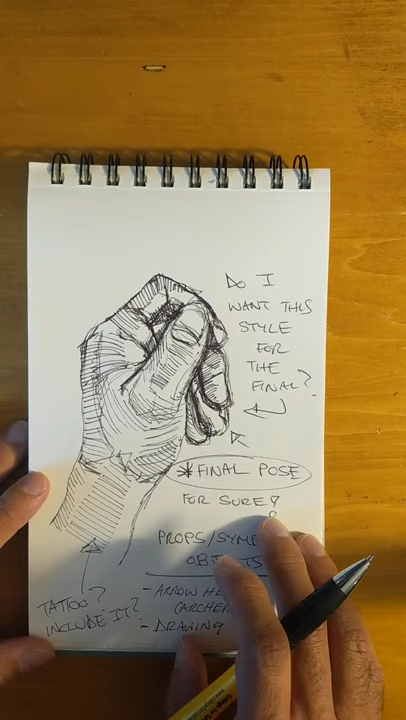 Do I
WANT THIS
STYLE
FOR
THE
FINAL?
*FINAL POSE
FOR SURE?
PROPS/SYM
OBJ TS
- ARROW HE
(ARCHER
- DRAWING
TATTOO?
INCLUDE IT?